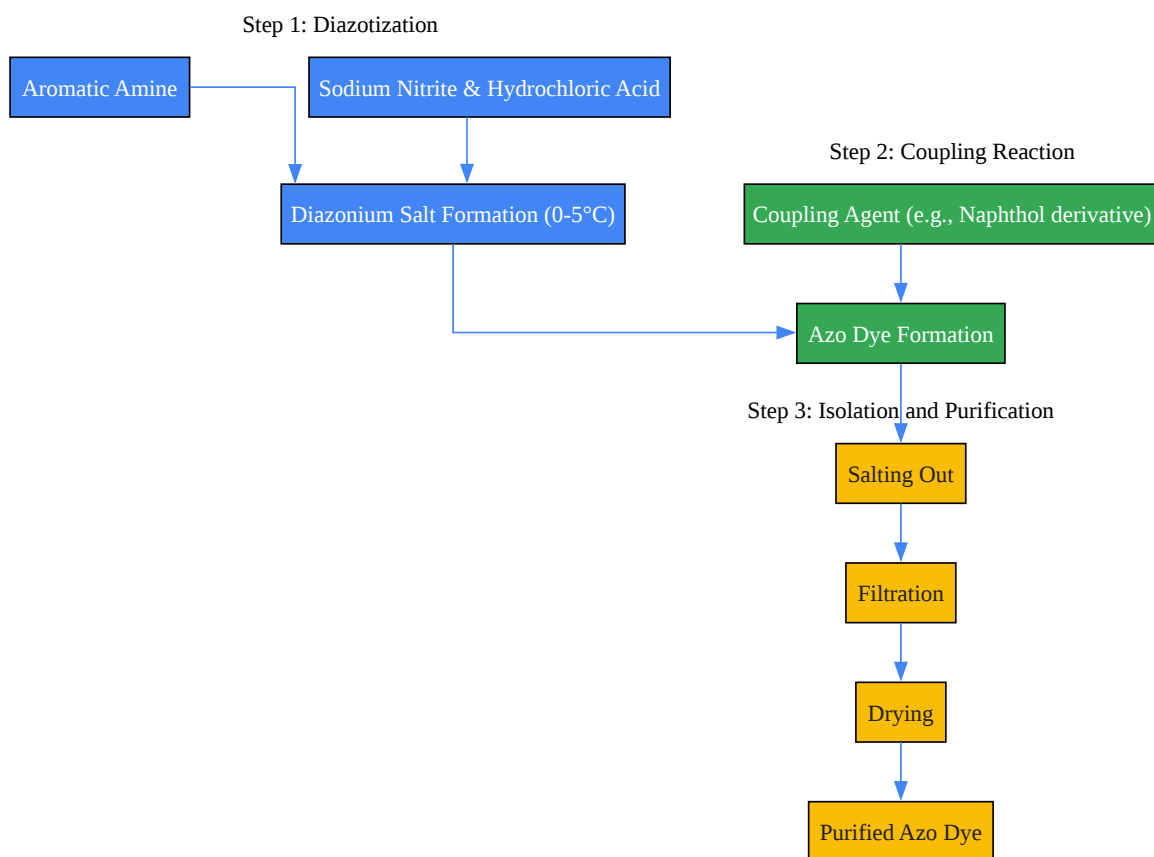 Step 1: Diazotization
Aromatic Amine
Sodium Nitrite & Hydrochloric Acid
Step 2: Coupling Reaction
Diazonium Salt Formation (0-5°C)
Coupling Agent (e.g., Naphthol derivative)
Azo Dye Formation
Step 3: Isolation and Purification
Salting Out
Filtration
Drying
Purified Azo Dye